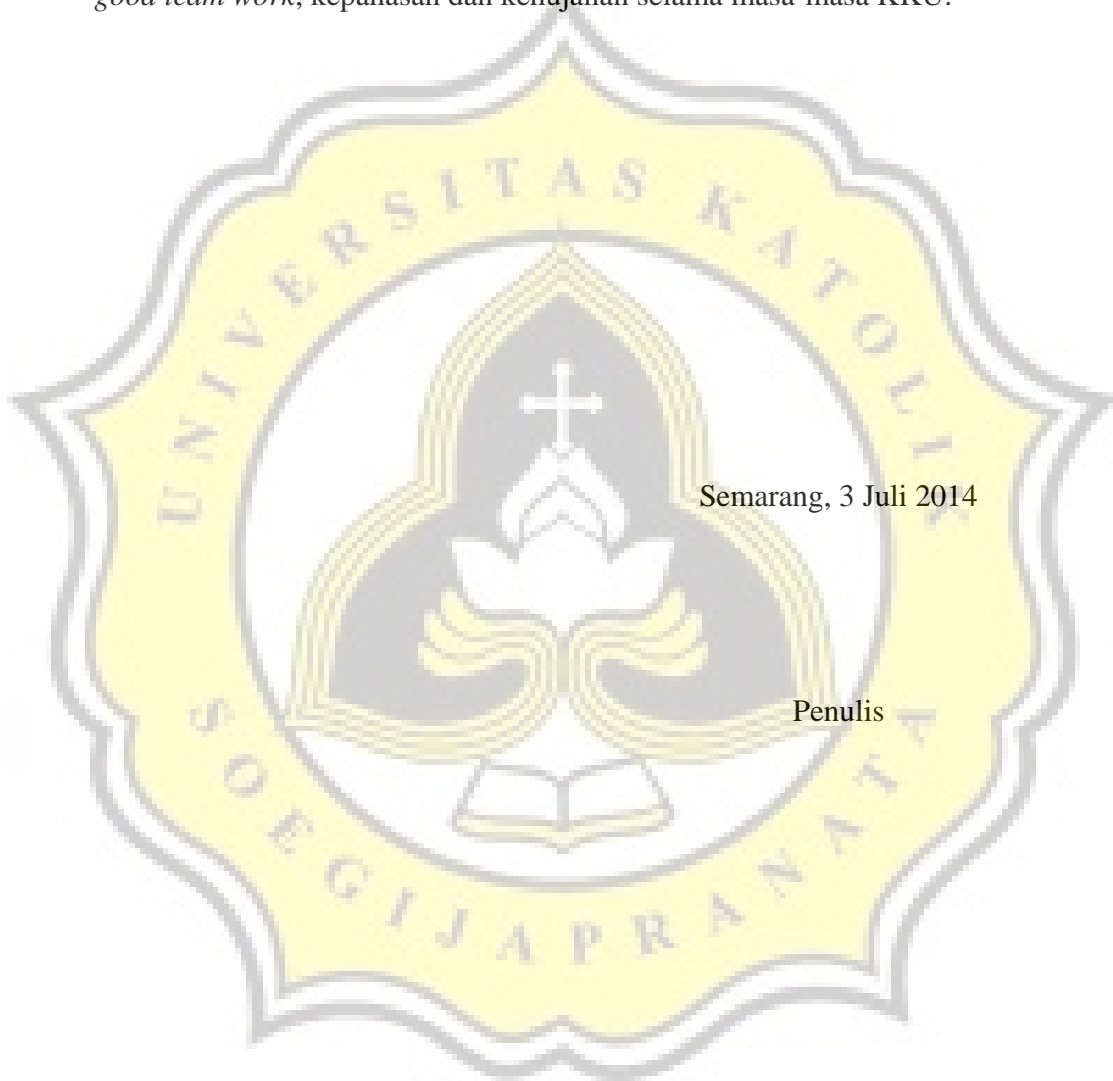 good team work, kepanasan dan kehujanan selama masa-masa KKU.
UNIVERSITAS KATOLIK
Semarang, 3 Juli 2014
Penulis
SOEGIJAPRANATA